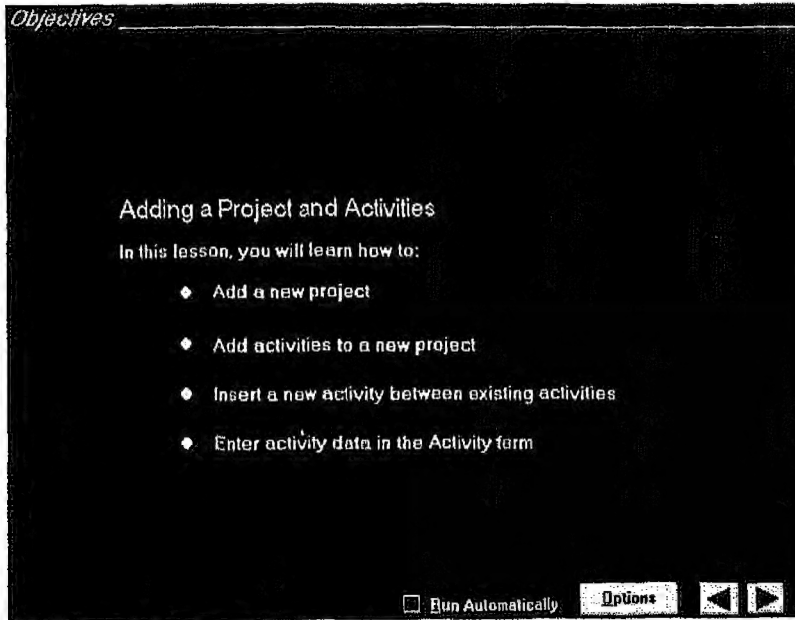 Objectives
Adding a Project and Activities
In this lesson, you will learn how to:
Add a new project
Add activities to a new project
Insert a new activity between existing activities
Enter activity data in the Activity form
Run Automatically
Options